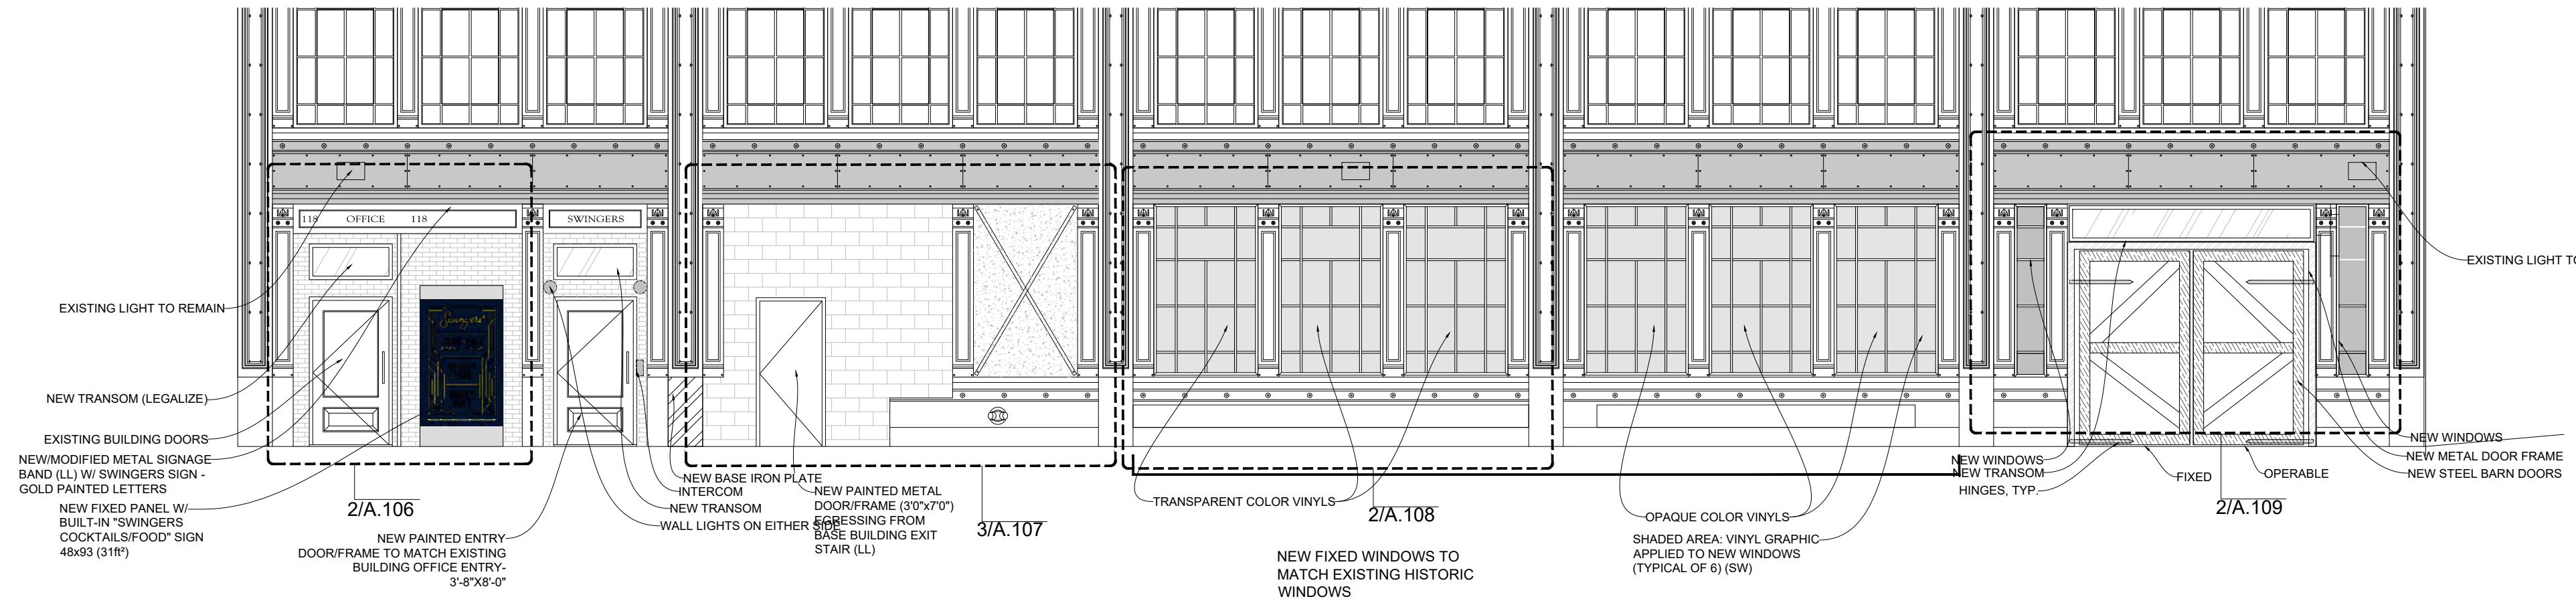 118 OFFICE 118
SWINGERS
Swingers
EXISTING LIGHT TO REMAIN
NEW TRANSOM (LEGALIZE)
EXISTING BUILDING DOORS
NEW/MODIFIED METAL SIGNAGE
BAND (LL) W/ SWINGERS SIGN -
GOLD PAINTED LETTERS
NEW FIXED PANEL W/
BUILT-IN "SWINGERS
COCKTAILS/FOOD" SIGN
48x93 (31ft²)
2/A.106
NEW PAINTED ENTRY
DOOR/FRAME TO MATCH EXISTING
BUILDING OFFICE ENTRY-
3'-8"X8'-0"
NEW BASE IRON PLATE
INTERCOM
NEW TRANSOM
WALL LIGHTS ON EITHER SIDE
NEW PAINTED METAL
DOOR/FRAME (3'0"x7'0")
EGRESSING FROM
BASE BUILDING EXIT
STAIR (LL)
3/A.107
TRANSPARENT COLOR VINYLS
2/A.108
NEW FIXED WINDOWS TO
MATCH EXISTING HISTORIC
WINDOWS
OPAQUE COLOR VINYLS
SHADED AREA: VINYL GRAPHIC
APPLIED TO NEW WINDOWS
(TYPICAL OF 6) (SW)
NEW WINDOWS
NEW TRANSOM
HINGES, TYP.
FIXED
OPERABLE
2/A.109
EXISTING LIGHT TO
NEW WINDOWS
NEW METAL DOOR FRAME
NEW STEEL BARN DOORS